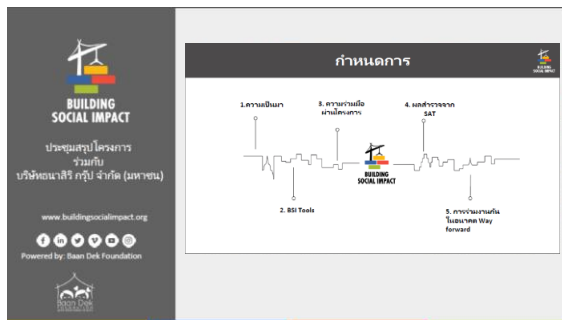 BUILDING
SOCIAL IMPACT
ประชุมสรุปโครงการ
ร่วมกับ
บริษัทธนาสิริ กรุ๊ป จำกัด (มหาชน)
www.buildingsocialimpact.org
Powered by: Baan Dek Foundation
Baan Dek
กำหนดการ
BUILDING
SOCIAL IMPACT
1.ความเป็นมา
3. ความร่วมมือ
ผ่านโครงการ
4. ผลสำรวจจาก
SAT
BUILDING
SOCIAL IMPACT
2. BSI Tools
5. การร่วมงานกัน
ในอนาคต Way
forward